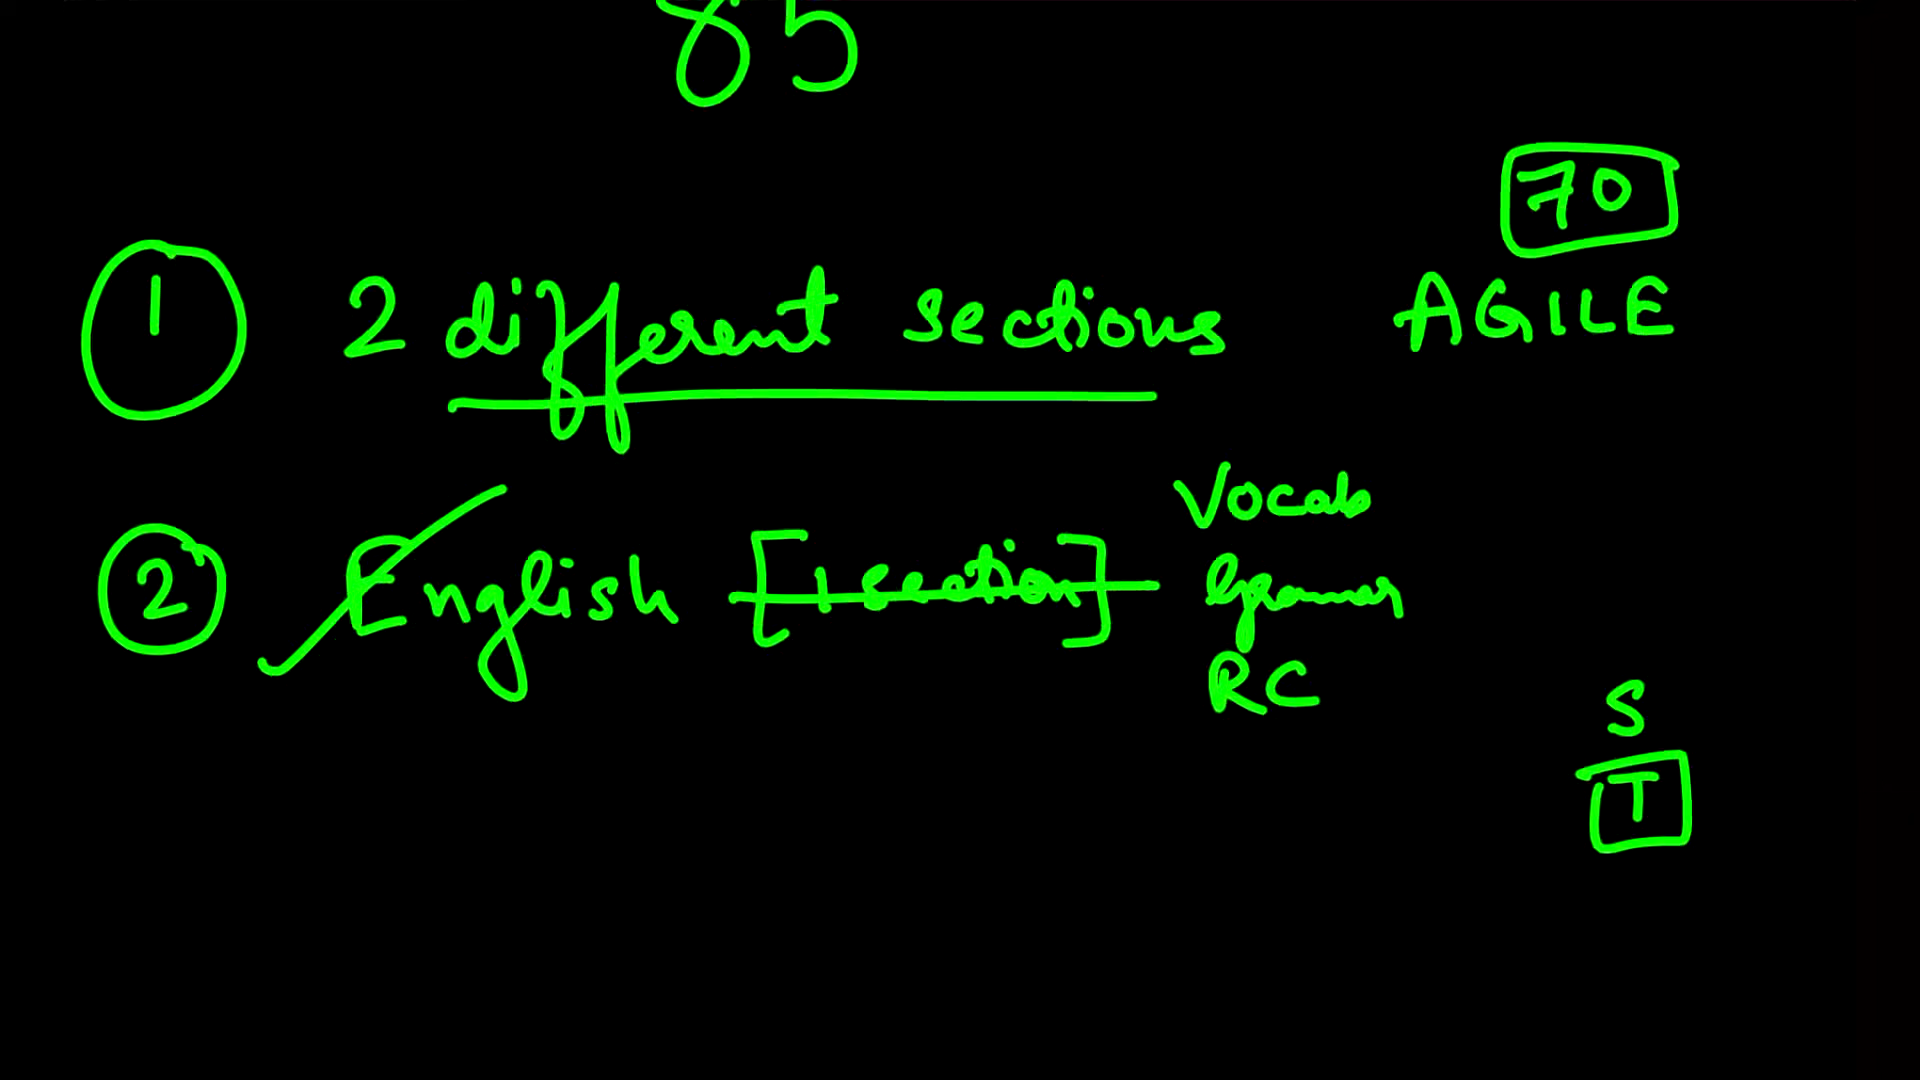 85
70
1 2 different sections AGILE
Vocab
2 English [1 section]
Grammar
RC
S
T